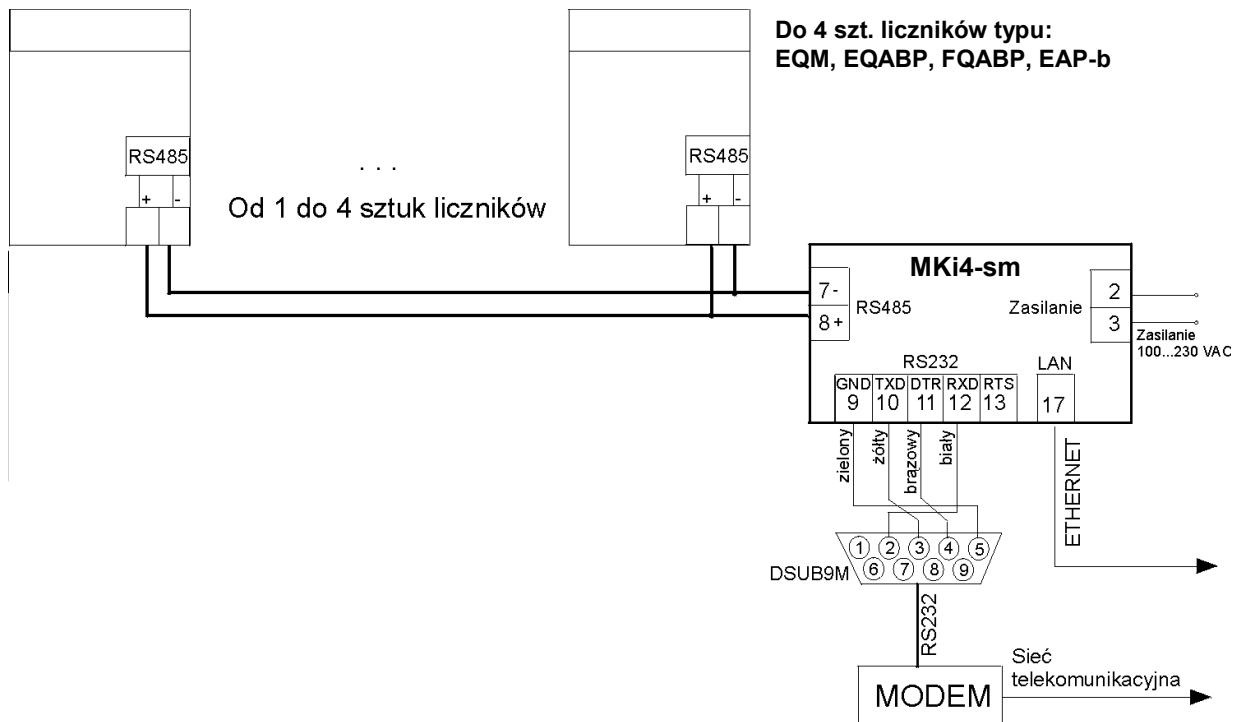 Do 4 szt. liczników typu:
EQM, EQABP, FQABP, EAP-b
RS485
+ -
. . .
Od 1 do 4 sztuk liczników
RS485
+ -
MKi4-sm
7-
8+
RS485
Zasilanie
2
3
Zasilanie
100...230 VAC
RS232
GND TXD DTR RXD RTS
9 10 11 12 13
LAN
17
zielony
żółty
brązowy
biały
ETHERNET
1 2 3 4 5
6 7 8 9
DSUB9M
RS232
MODEM
Sieć
telekomunikacyjna